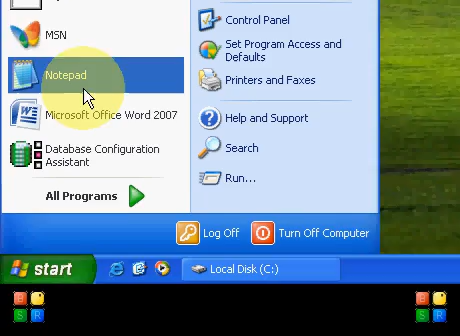 MSN
Notepad
Microsoft Office Word 2007
Database Configuration
Assistant
All Programs
Control Panel
Set Program Access and
Defaults
Printers and Faxes
Help and Support
Search
Run...
Log Off
Turn Off Computer
start
Local Disk (C:)
B
S R
B
S R